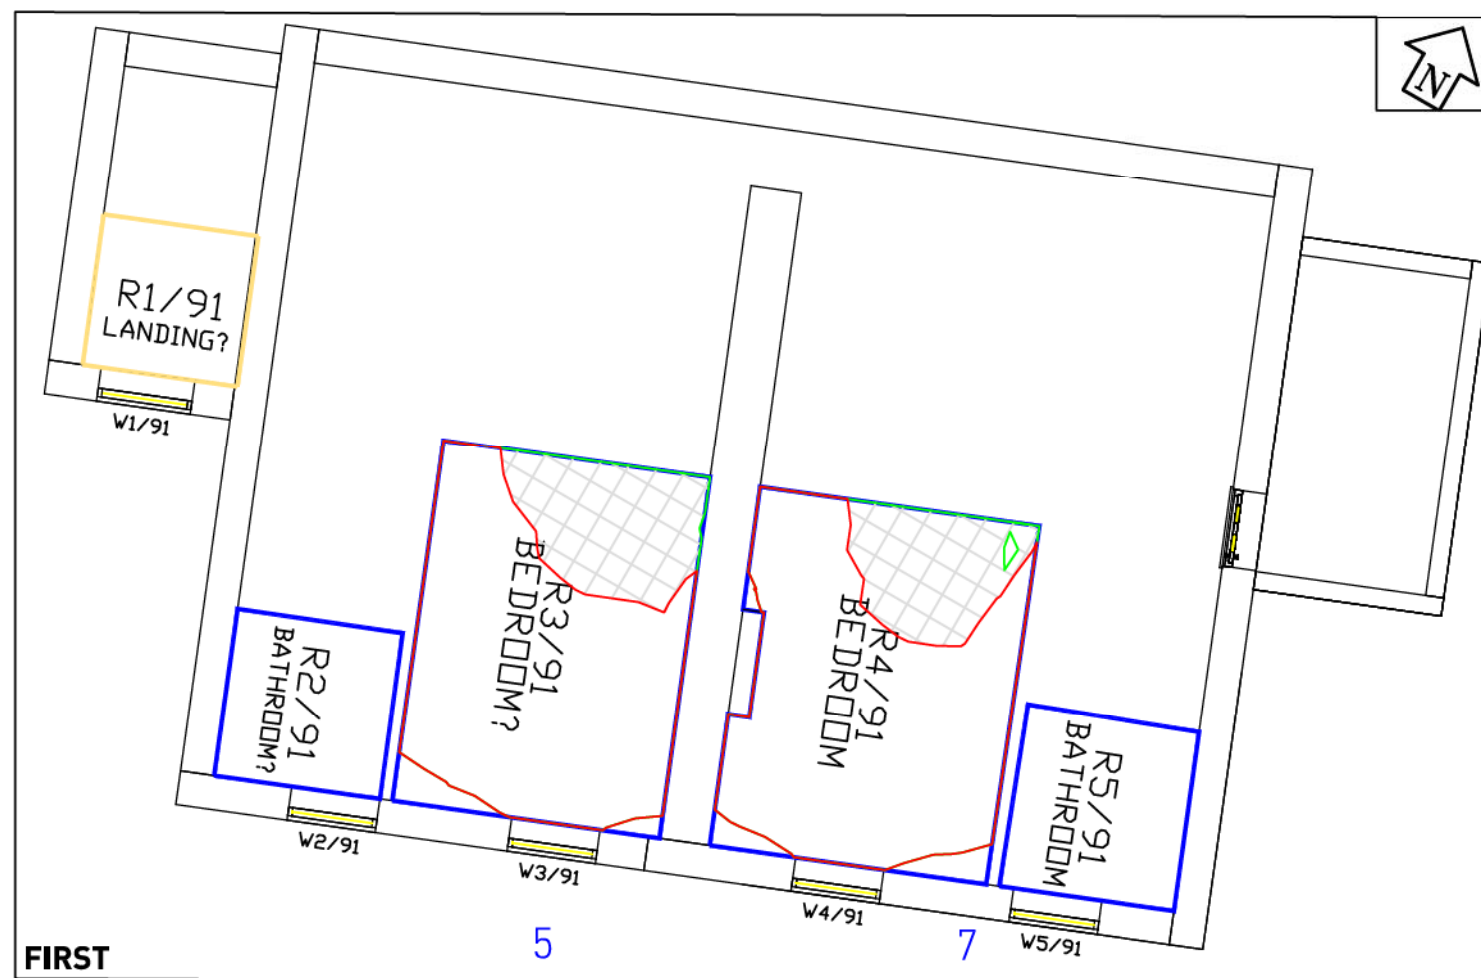 N
R1/91
LANDING?
W1/91
R2/91
BATHROOM?
W2/91
R3/91
BEDROOM?
W3/91
R4/91
BEDROOM
W4/91
R5/91
BATHROOM
W5/91
5
7
FIRST